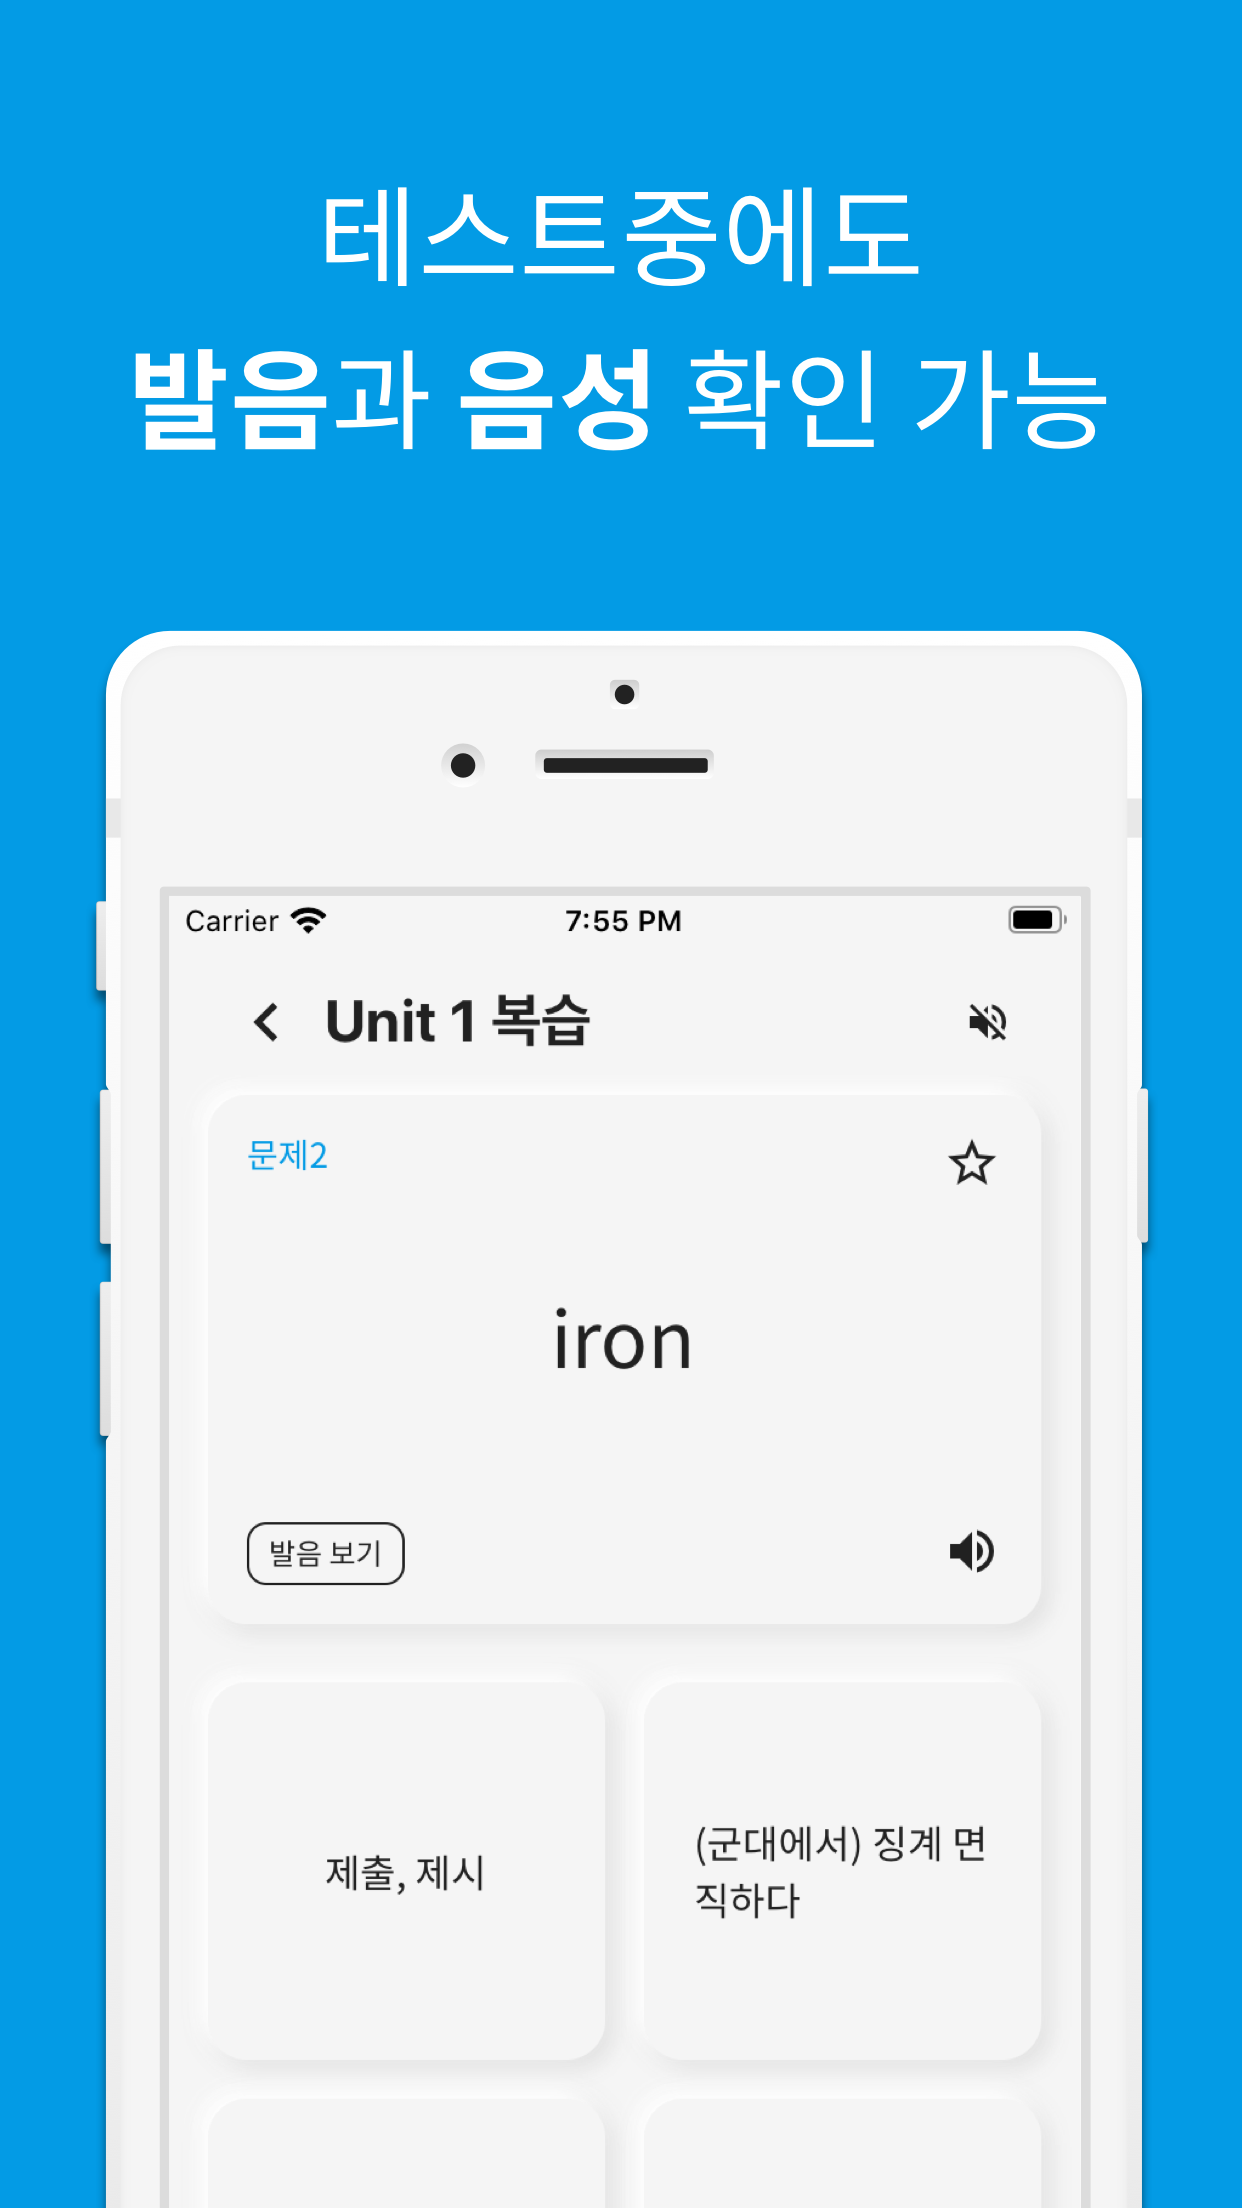 테스트중에도
발음과 음성 확인 가능
Carrier 7:55 PM
Unit 1 복습
문제2
iron
발음 보기
제출, 제시
(군대에서) 징계 면
직하다